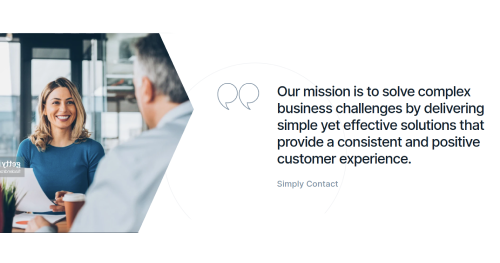 Our mission is to solve complex
business challenges by delivering
simple yet effective solutions that
provide a consistent and positive
customer experience.
Simply Contact